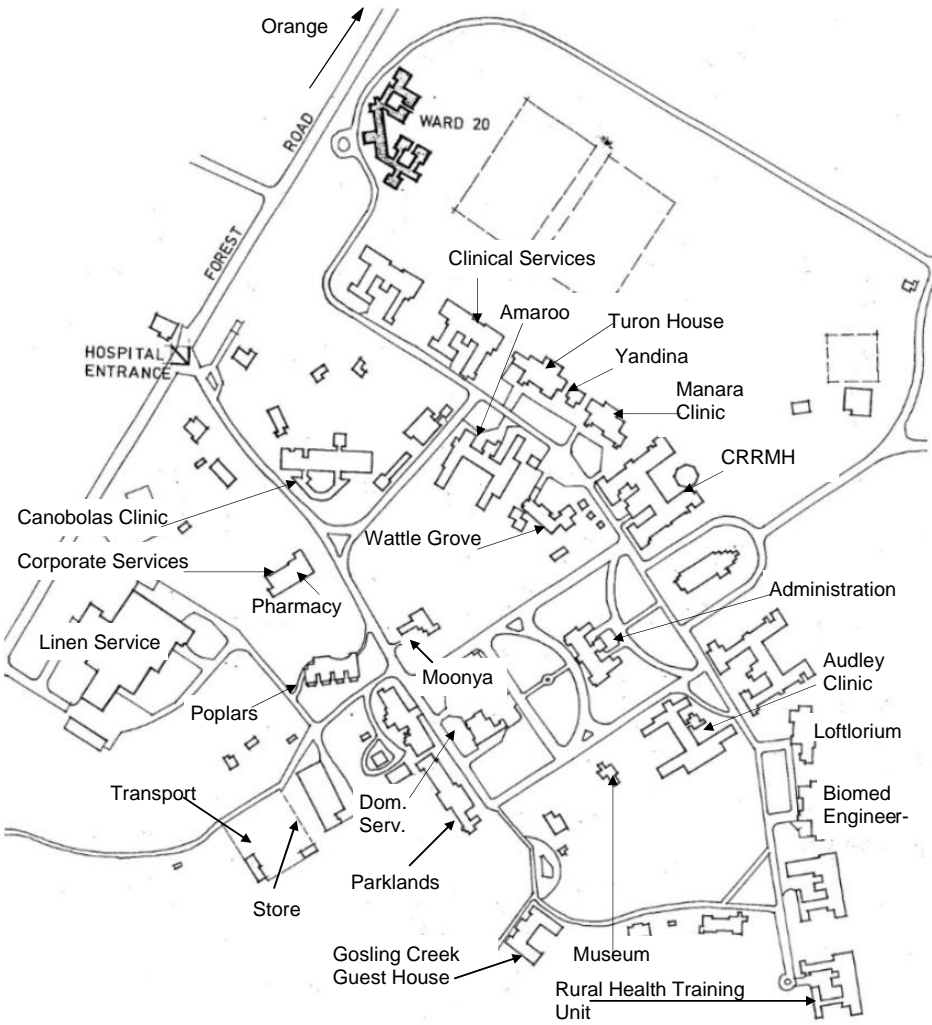 Orange
ROAD
WARD 20
FOREST
Clinical Services
Amaroo
Turon House
Yandina
HOSPITAL
ENTRANCE
Manara
Clinic
CRRMH
Canobolas Clinic
Wattle Grove
Corporate Services
Pharmacy
Administration
Linen Service
Moonya
Audley
Clinic
Poplars
Loftlorium
Transport
Dom.
Serv.
Biomed
Engineer-
Parklands
Store
Gosling Creek
Guest House
Museum
Rural Health Training
Unit